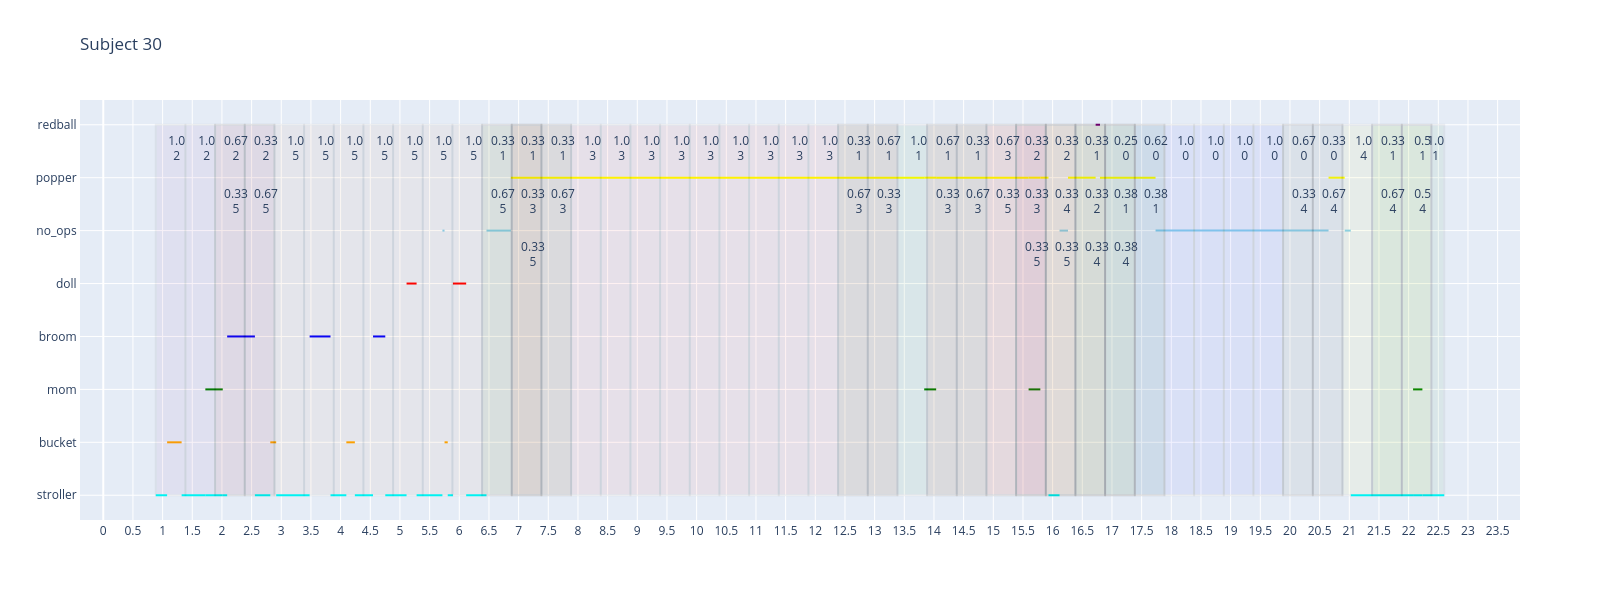 Subject 30
redball
1.0 1.0 0.67 0.33 1.0 1.0 1.0 1.0 1.0 1.0 1.0 0.33 0.33 0.33 1.0 1.0 1.0 1.0 1.0 1.0 1.0 1.0 1.0 0.33 0.67 1.0 0.67 0.33 0.67 0.33 0.33 0.33 0.25 0.62 1.0 1.0 1.0 1.0 0.67 0.33 1.0 0.33 0.5 1.0
2 2 2 2 5 5 5 5 5 5 5 1 1 1 3 3 3 3 3 3 3 3 3 1 1 1 1 1 3 2 2 1 0 0 0 0 0 0 0 0 4 1 1 1
popper
0.33 0.67 0.67 0.33 0.67 0.67 0.33 0.33 0.67 0.33 0.33 0.33 0.33 0.38 0.38 0.33 0.67 0.67 0.5
5 5 5 3 3 3 3 3 3 5 3 4 2 1 1 4 4 4 4
no_ops
0.33 0.33 0.33 0.33 0.38
5 5 5 4 4
doll
broom
mom
bucket
stroller
0 0.5 1 1.5 2 2.5 3 3.5 4 4.5 5 5.5 6 6.5 7 7.5 8 8.5 9 9.5 10 10.5 11 11.5 12 12.5 13 13.5 14 14.5 15 15.5 16 16.5 17 17.5 18 18.5 19 19.5 20 20.5 21 21.5 22 22.5 23 23.5